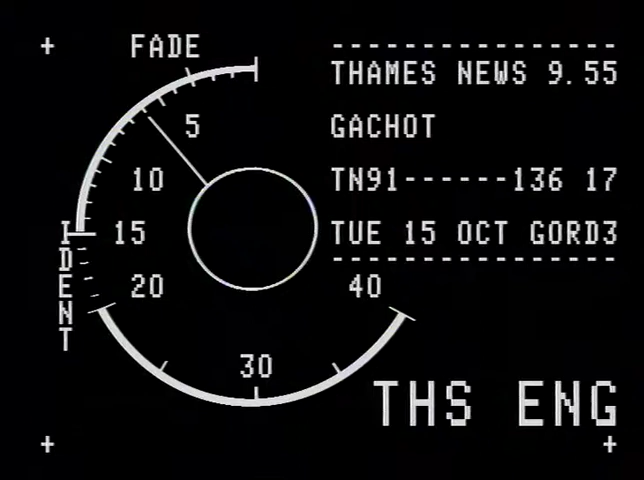 + FADE
----------------
THAMES NEWS 9.55
GACHOT
TN91------136 17
TUE 15 OCT GORD3
----------------
5
10
15
20
30
40
IDENT
THS ENG
+ +